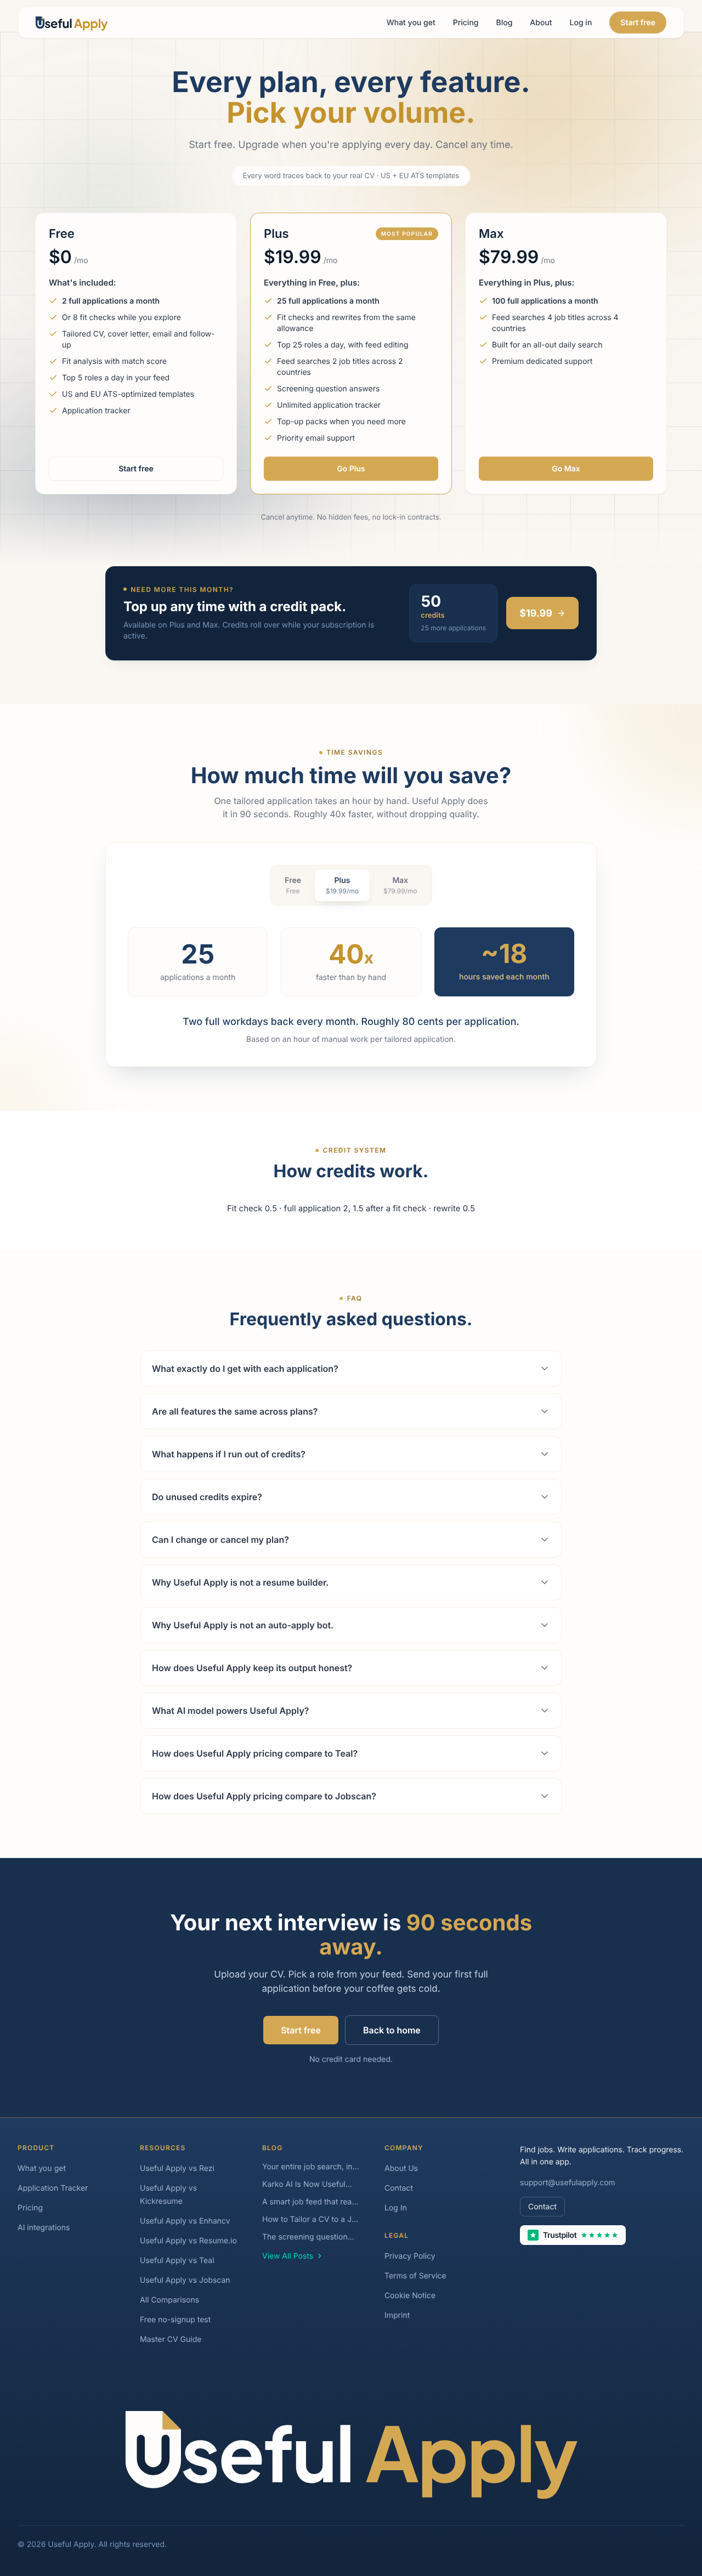 Useful Apply
What you get
Pricing
Blog
About
Log in
Start free
Every plan, every feature.
Pick your volume.
Start free. Upgrade when you're applying every day. Cancel any time.
Every word traces back to your real CV · US + EU ATS templates
Free
$0 /mo
What's included:
2 full applications a month
Or 8 fit checks while you explore
Tailored CV, cover letter, email and follow-
up
Fit analysis with match score
Top 5 roles a day in your feed
US and EU ATS-optimized templates
Application tracker
Start free
Plus
MOST POPULAR
$19.99 /mo
Everything in Free, plus:
25 full applications a month
Fit checks and rewrites from the same
allowance
Top 25 roles a day, with feed editing
Feed searches 2 job titles across 2
countries
Screening question answers
Unlimited application tracker
Top-up packs when you need more
Priority email support
Go Plus
Max
$79.99 /mo
Everything in Plus, plus:
100 full applications a month
Feed searches 4 job titles across 4
countries
Built for an all-out daily search
Premium dedicated support
Go Max
Cancel anytime. No hidden fees, no lock-in contracts.
NEED MORE THIS MONTH?
Top up any time with a credit pack.
Available on Plus and Max. Credits roll over while your subscription is
active.
50
credits
25 more applications
$19.99 →
TIME SAVINGS
How much time will you save?
One tailored application takes an hour by hand. Useful Apply does
it in 90 seconds. Roughly 40x faster, without dropping quality.
Free
Free
Plus
$19.99/mo
Max
$79.99/mo
25
applications a month
40x
faster than by hand
~18
hours saved each month
Two full workdays back every month. Roughly 80 cents per application.
Based on an hour of manual work per tailored application.
CREDIT SYSTEM
How credits work.
Fit check 0.5 · full application 2, 1.5 after a fit check · rewrite 0.5
FAQ
Frequently asked questions.
What exactly do I get with each application?
Are all features the same across plans?
What happens if I run out of credits?
Do unused credits expire?
Can I change or cancel my plan?
Why Useful Apply is not a resume builder.
Why Useful Apply is not an auto-apply bot.
How does Useful Apply keep its output honest?
What AI model powers Useful Apply?
How does Useful Apply pricing compare to Teal?
How does Useful Apply pricing compare to Jobscan?
Your next interview is 90 seconds
away.
Upload your CV. Pick a role from your feed. Send your first full
application before your coffee gets cold.
Start free
Back to home
No credit card needed.
PRODUCT
What you get
Application Tracker
Pricing
AI integrations
RESOURCES
Useful Apply vs Rezi
Useful Apply vs
Kickresume
Useful Apply vs Enhancv
Useful Apply vs Resume.io
Useful Apply vs Teal
Useful Apply vs Jobscan
All Comparisons
Free no-signup test
Master CV Guide
BLOG
Your entire job search, in...
Karko AI Is Now Useful...
A smart job feed that rea...
How to Tailor a CV to a J...
The screening question...
View All Posts
COMPANY
About Us
Contact
Log In
LEGAL
Privacy Policy
Terms of Service
Cookie Notice
Imprint
Find jobs. Write applications. Track progress.
All in one app.
support@usefulapply.com
Contact
Trustpilot
Useful Apply
© 2026 Useful Apply. All rights reserved.